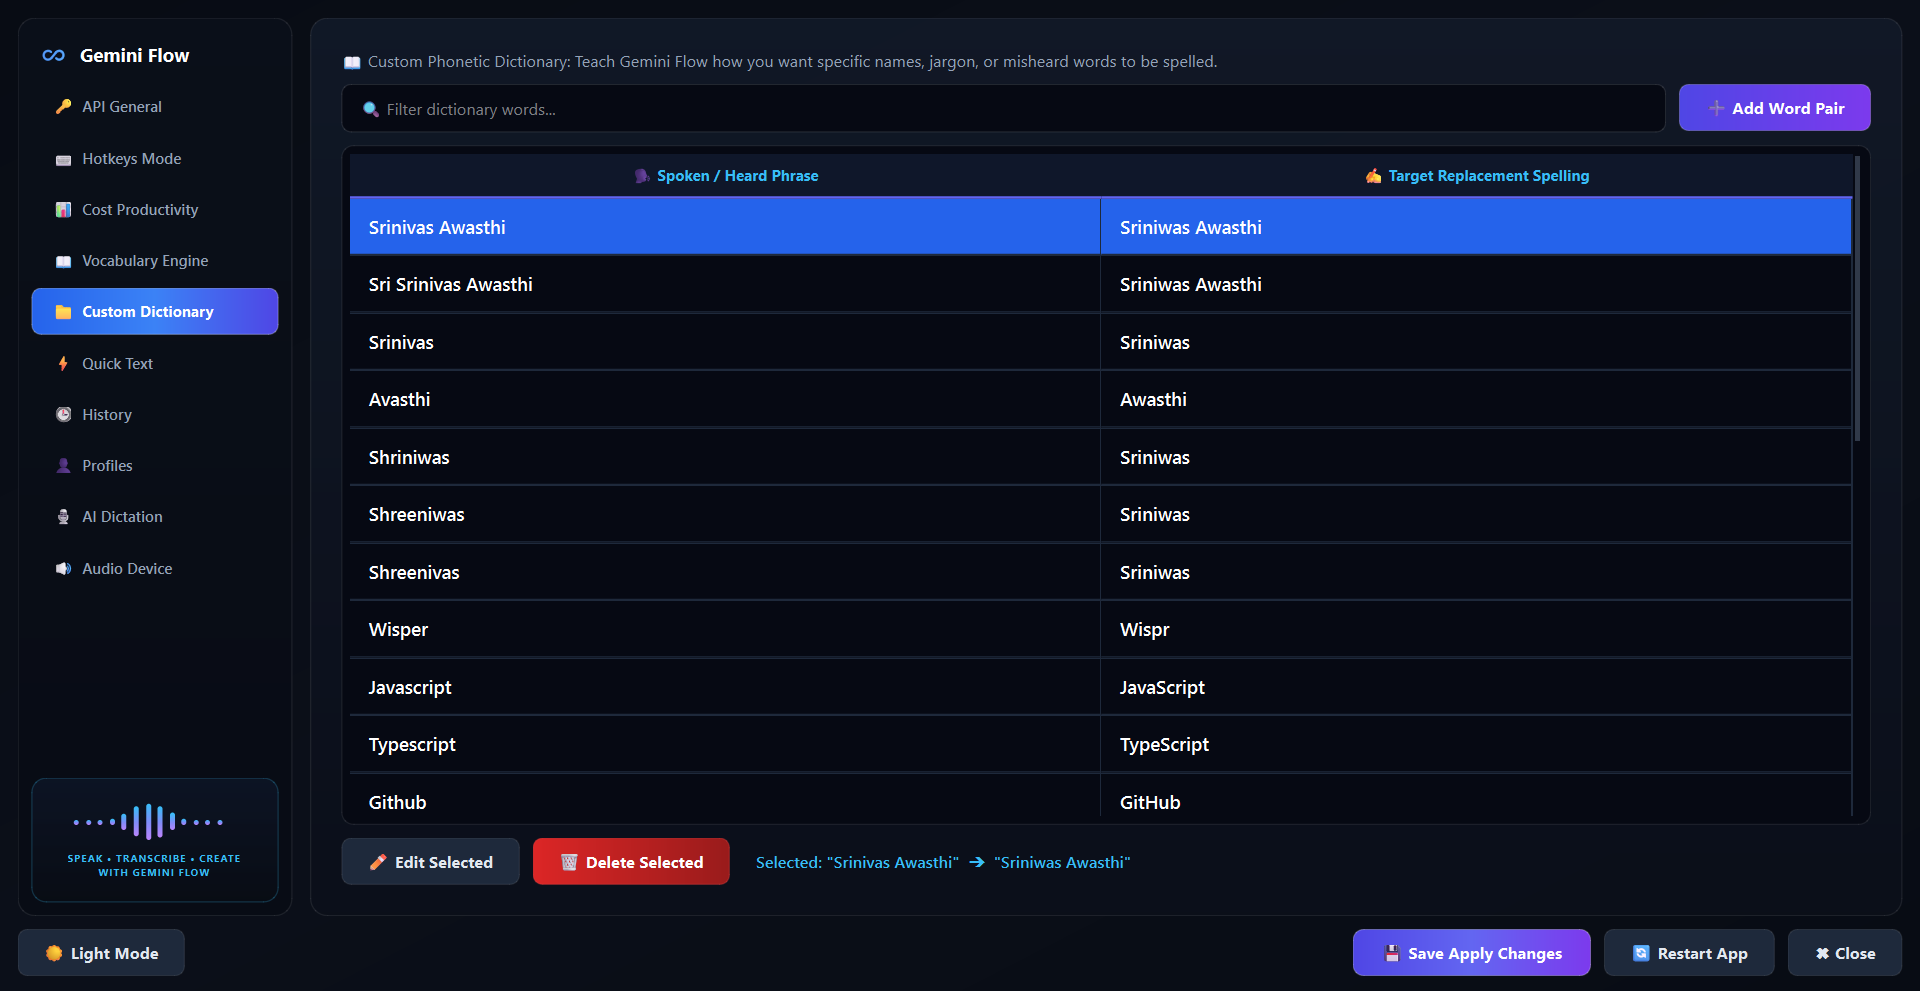 Gemini Flow
API General
Hotkeys Mode
Cost Productivity
Vocabulary Engine
Custom Dictionary
Quick Text
History
Profiles
AI Dictation
Audio Device
SPEAK • TRANSCRIBE • CREATE
WITH GEMINI FLOW
Custom Phonetic Dictionary: Teach Gemini Flow how you want specific names, jargon, or misheard words to be spelled.
Filter dictionary words...
Add Word Pair
Spoken / Heard Phrase Target Replacement Spelling
Srinivas Awasthi Sriniwas Awasthi
Sri Srinivas Awasthi Sriniwas Awasthi
Srinivas Sriniwas
Avasthi Awasthi
Shriniwas Sriniwas
Shreeniwas Sriniwas
Shreenivas Sriniwas
Wisper Wispr
Javascript JavaScript
Typescript TypeScript
Github GitHub
Edit Selected Delete Selected Selected: "Srinivas Awasthi" ➔ "Sriniwas Awasthi"
Light Mode Save Apply Changes Restart App ✖ Close